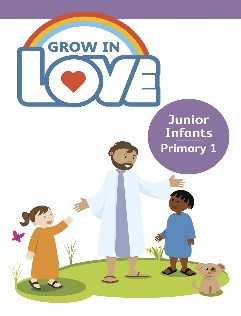 GROW IN
LOVE
Junior
Infants
Primary 1